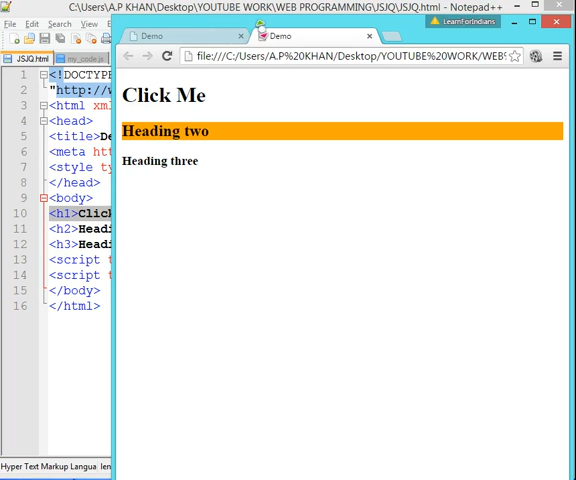 C:\Users\A.P KHAN\Desktop\YOUTUBE WORK\WEB PROGRAMMING\JSJQ\JSJQ.html - Notepad++
File Edit Search View
LearnForIndians
JSJQ.html
my_code.js
Demo
Demo
file:///C:/Users/A.P%20KHAN/Desktop/YOUTUBE%20WORK/WEB
1 <!DOCTYPE
2 "http://w
3 <html xm
4 <head>
5 <title>De
6 <meta htt
7 <style ty
8 </head>
9 <body>
10 <h1>Click
11 <h2>Headi
12 <h3>Headi
13 <script t
14 <script t
15 </body>
16 </html>
Click Me
Heading two
Heading three
Hyper Text Markup Langua len